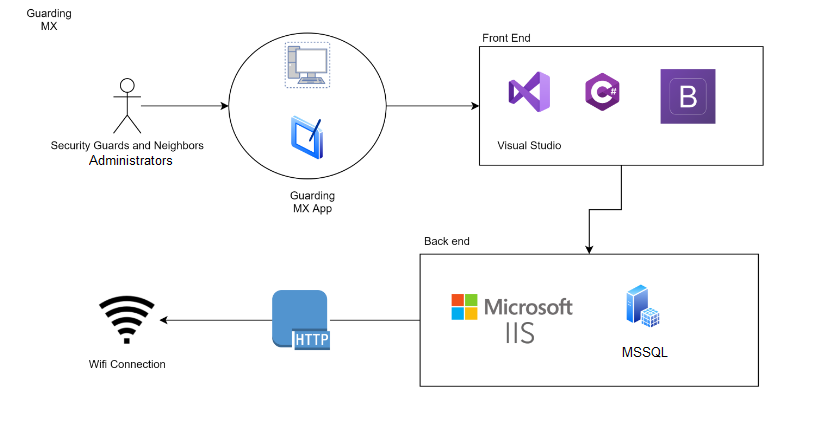 Guarding
MX
Front End
C#
B
Visual Studio
Security Guards and Neighbors
Administrators
Guarding
MX App
Back end
Microsoft
IIS
HTTP
MSSQL
Wifi Connection